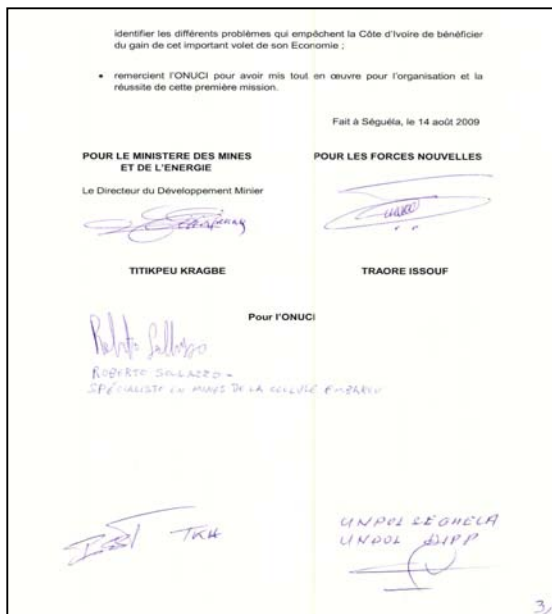 identifier les différents problèmes qui empêchent la Côte d'Ivoire de bénéficier
du gain de cet important volet de son Economie ;
• remercient l'ONUCI pour avoir mis tout en œuvre pour l'organisation et la
réussite de cette première mission.
Fait à Séguéla, le 14 août 2009
POUR LE MINISTERE DES MINES
ET DE L'ENERGIE
POUR LES FORCES NOUVELLES
Le Directeur du Développement Minier
TITIKPEU KRAGBE
TRAORE ISSOUF
Pour l'ONUCI
Roberto Sollazzo
ROBERTO SOLLAZZO -
SPÉCIALISTE EN MINES DE LA CELLULE EMBARGO
TKH
UNPOL SEGUELA
UNPOL
3/